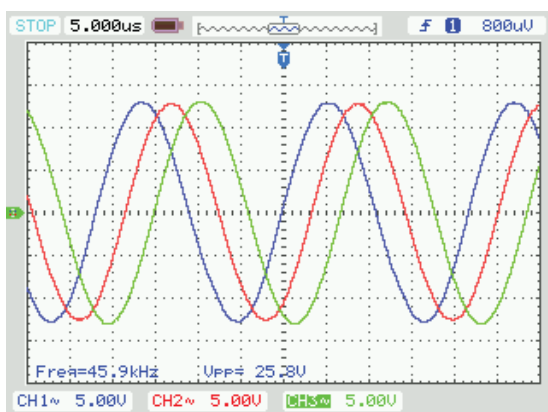 STOP 5.000us T 1 800uV
T
Freq=45.9kHz Vpp= 25.8V
CH1~ 5.00V CH2~ 5.00V CH3~ 5.00V